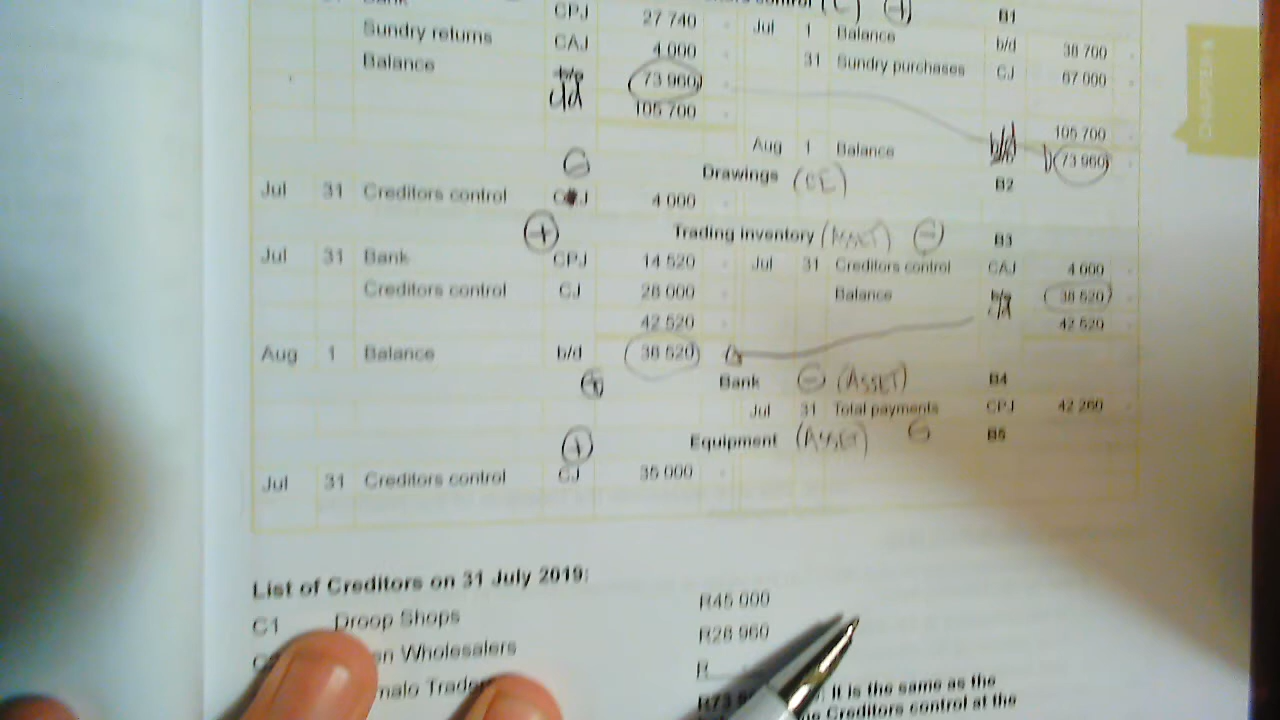 CPJ 27 740 Jul 1 Balance b/d 38 700
Sundry returns CAJ 4 000 31 Sundry purchases CJ 67 000
Balance c/d 73 960
105 700 105 700
Aug 1 Balance b/d 73 960
B1
Drawings (OE) B2
Jul 31 Creditors control 4 000
Trading inventory (ASSET) B3
Jul 31 Bank CPJ 14 520 Jul 31 Creditors control CAJ 4 000
Creditors control CJ 28 000 Balance c/d 38 520
42 520 42 520
Aug 1 Balance b/d 38 520
Bank (ASSET) B4
Jul 31 Total payments CPJ 42 260
Equipment (ASSET) B5
Jul 31 Creditors control CJ 35 000
List of Creditors on 31 July 2019:
C1 Droop Shops R45 000
Wholesalers R28 960
R
It is the same as the
Creditors control at the